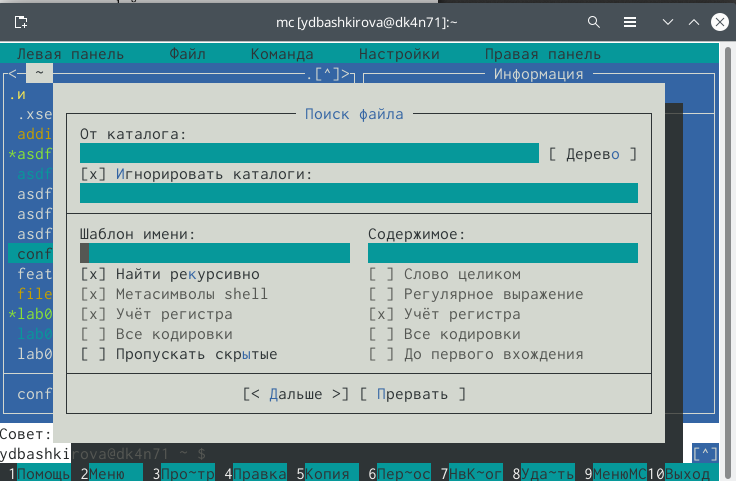 mc [ydbashkirova@dk4n71]:~
Левая панель Файл Команда Настройки Правая панель
<─ ~ .[^]> Информация
.и
.xse
addi
*asdf
asdf
asdf
asdf
asdf
conf
feat
file
*lab0
lab0
lab0
conf
Поиск файла
От каталога:
[ Дерево ]
[x] Игнорировать каталоги:
Шаблон имени: Содержимое:
[x] Найти рекурсивно [ ] Слово целиком
[x] Метасимволы shell [ ] Регулярное выражение
[x] Учёт регистра [x] Учёт регистра
[ ] Все кодировки [ ] Все кодировки
[ ] Пропускать скрытые [ ] До первого вхождения
[< Дальше >] [ Прервать ]
Совет:
ydbashkirova@dk4n71 ~ $ [^]
1Помощь 2Меню 3Про~тр 4Правка 5Копия 6Пер~ос 7НвК~ог 8Уда~ть 9МенюMC 10Выход